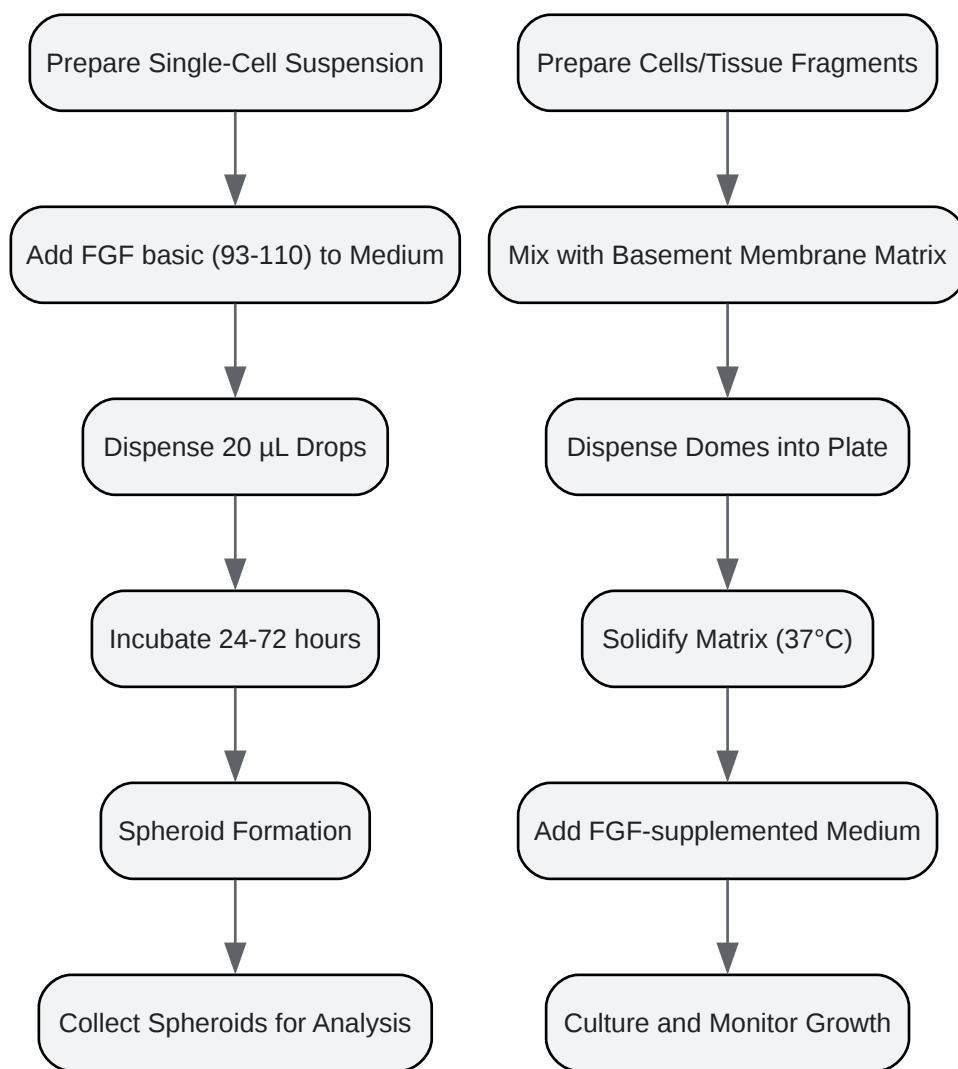 Prepare Single-Cell Suspension
Add FGF basic (93-110) to Medium
Dispense 20 µL Drops
Incubate 24-72 hours
Spheroid Formation
Collect Spheroids for Analysis
Prepare Cells/Tissue Fragments
Mix with Basement Membrane Matrix
Dispense Domes into Plate
Solidify Matrix (37°C)
Add FGF-supplemented Medium
Culture and Monitor Growth